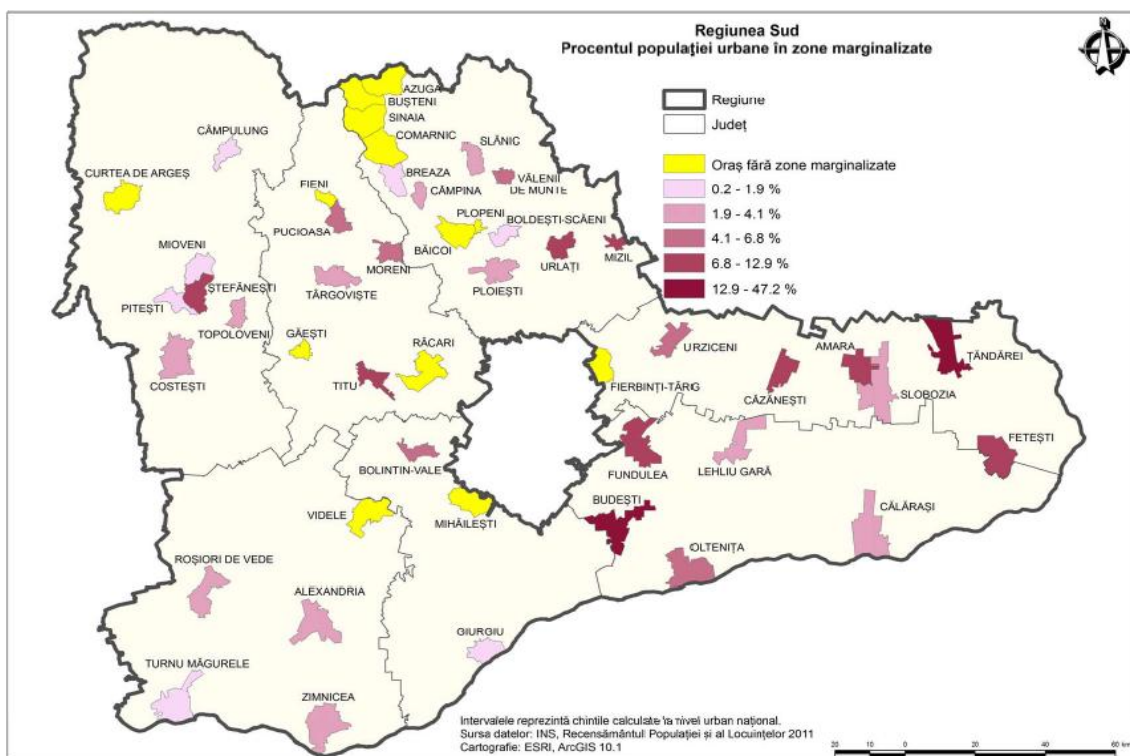 Regiunea Sud
Procentul populației urbane în zone marginalizate
Regiune
Județ
Oraș fără zone marginalizate
0.2 - 1.9 %
1.9 - 4.1 %
4.1 - 6.8 %
6.8 - 12.9 %
12.9 - 47.2 %
AZUGA
BUȘTENI
SINAIA
COMARNIC
SLĂNIC
CÂMPULUNG
BREAZA
VĂLENII
DE MUNTE
CURTEA DE ARGEȘ
FIENI
CÂMPINA
PLOPENI
BOLDEȘTI-SCĂENI
PUCIOASA
BĂICOI
MIOVENI
MORENI
URLAȚI
MIZIL
ȘTEFĂNEȘTI
TÂRGOVIȘTE
PLOIEȘTI
PITEȘTI
TOPOLOVENI
GĂEȘTI
RĂCARI
URZICENI
AMARA
ȚĂNDĂREI
COSTEȘTI
TITU
FIERBINȚI-TÂRG
CĂZĂNEȘTI
SLOBOZIA
FETEȘTI
BOLINTIN-VALE
FUNDULEA
LEHLIU GARĂ
BUDEȘTI
VIDELE
MIHĂILEȘTI
CĂLĂRAȘI
OLTENIȚA
ROȘIORI DE VEDE
ALEXANDRIA
GIURGIU
TURNU MĂGURELE
ZIMNICEA
Intervalele reprezintă chintile calculate la nivel urban național.
Sursa datelor: INS, Recensământul Populației și al Locuințelor 2011
Cartografie: ESRI, ArcGIS 10.1
20 0 20 40 60 km